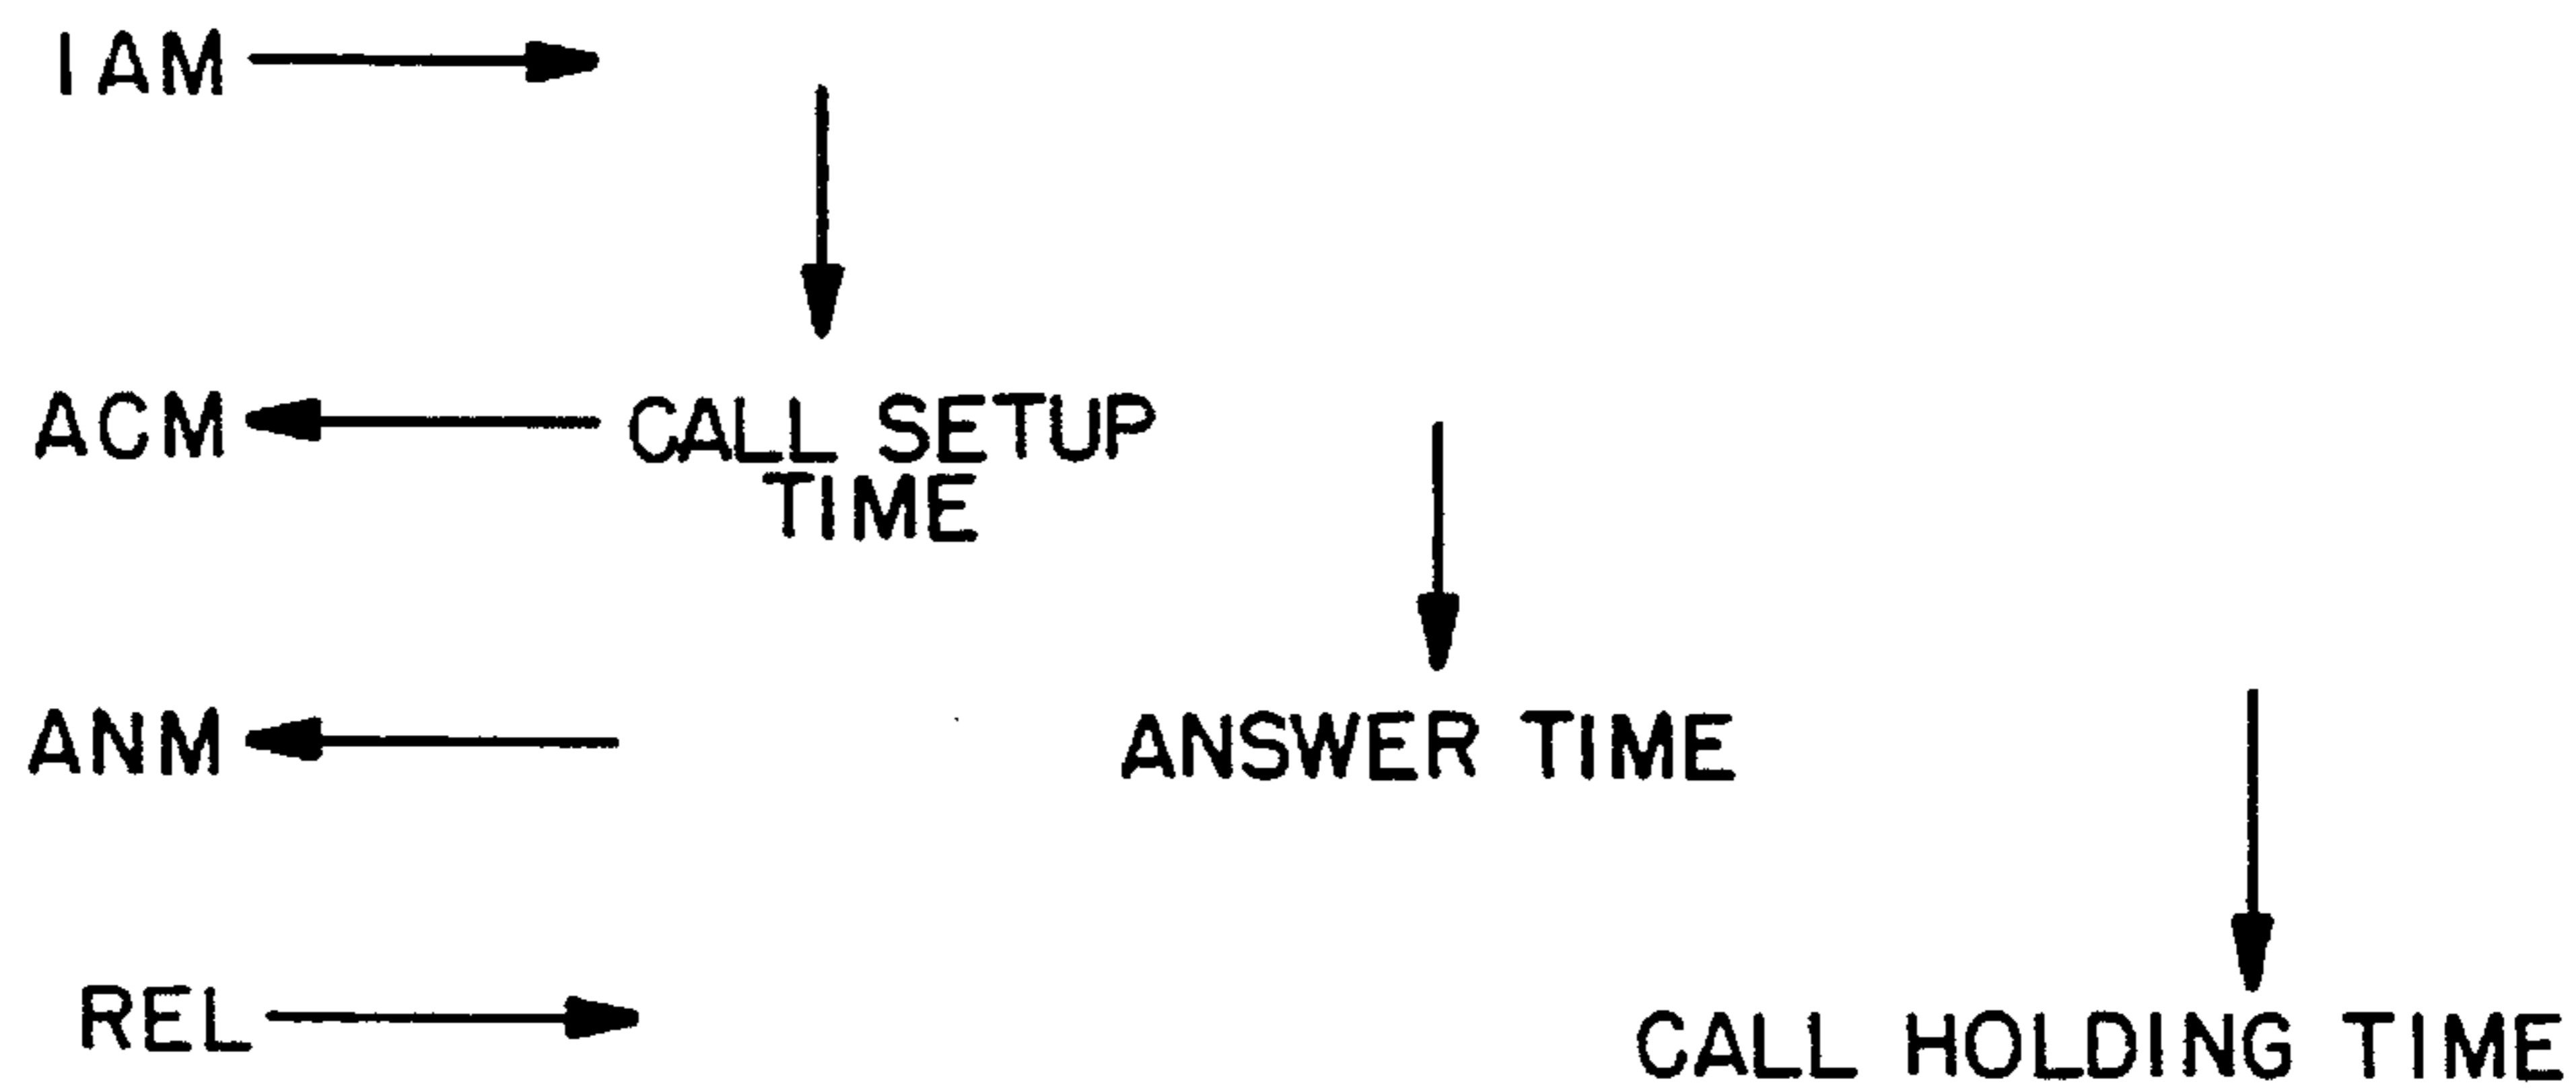 IAM
ACM
CALL SETUP
TIME
ANM
ANSWER TIME
REL
CALL HOLDING TIME